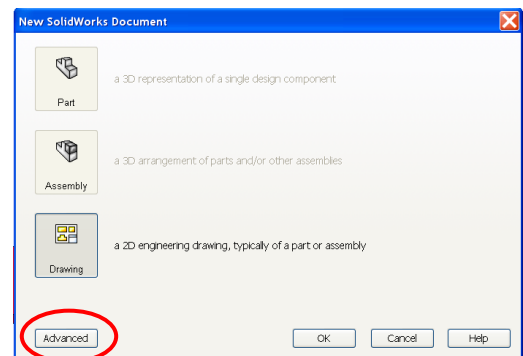 New SolidWorks Document
Part
a 3D representation of a single design component
Assembly
a 3D arrangement of parts and/or other assemblies
Drawing
a 2D engineering drawing, typically of a part or assembly
Advanced
OK
Cancel
Help